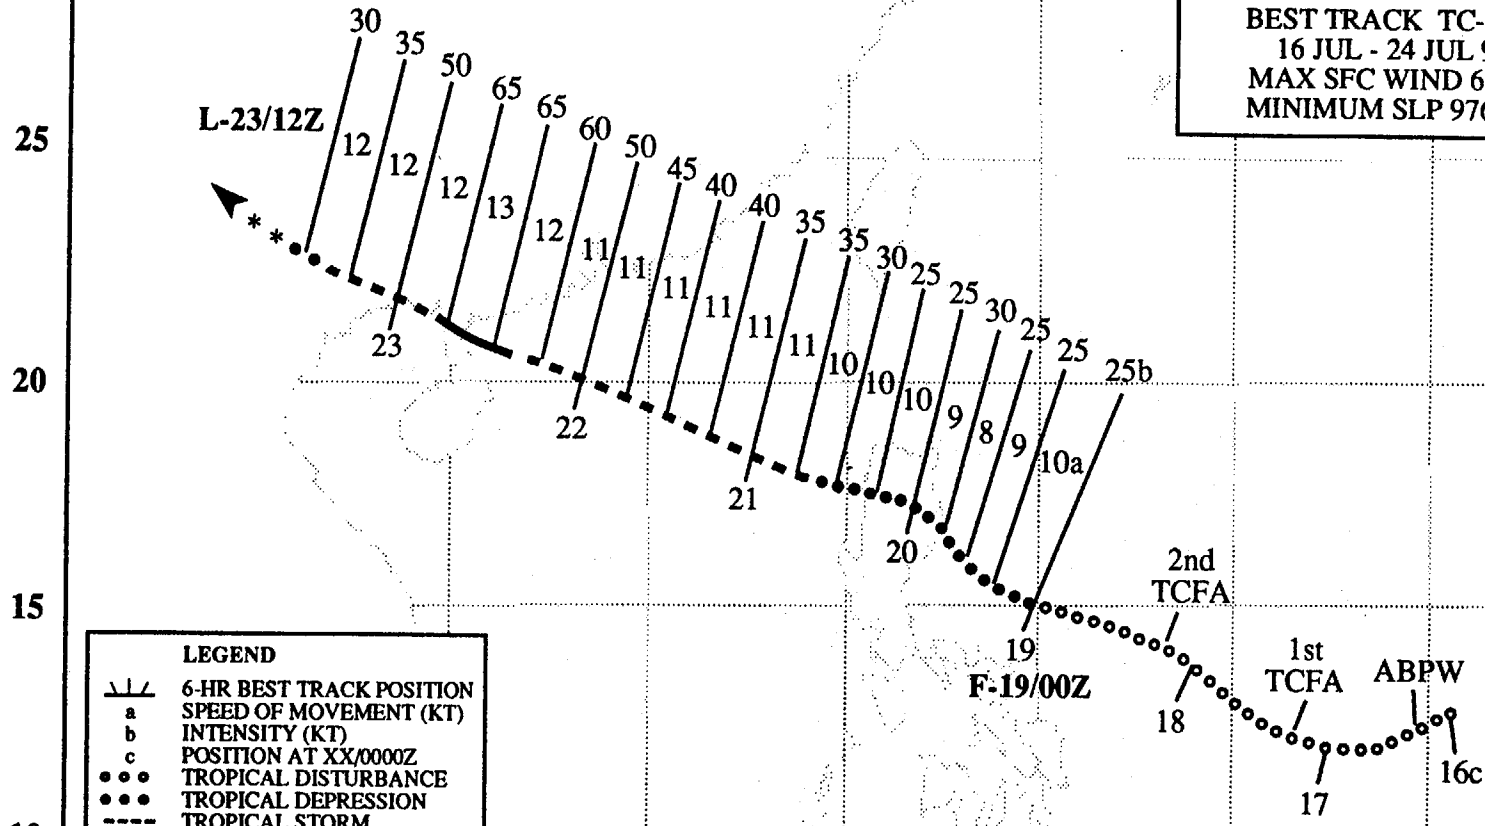 BEST TRACK TC-
16 JUL - 24 JUL
MAX SFC WIND 6
MINIMUM SLP 976
30
35
50
65
65
60
50
45
40
40
35
35
30
25
25
30
25
25
25b
L-23/12Z
12
12
12
13
12
11
11
11
11
11
11
10
10
10
9
8
9
10a
25
20
15
23
22
21
20
19
F-19/00Z
2nd
TCFA
18
1st
TCFA
ABPW
17
16c
LEGEND
6-HR BEST TRACK POSITION
a SPEED OF MOVEMENT (KT)
b INTENSITY (KT)
c POSITION AT XX/0000Z
TROPICAL DISTURBANCE
TROPICAL DEPRESSION
TROPICAL STORM